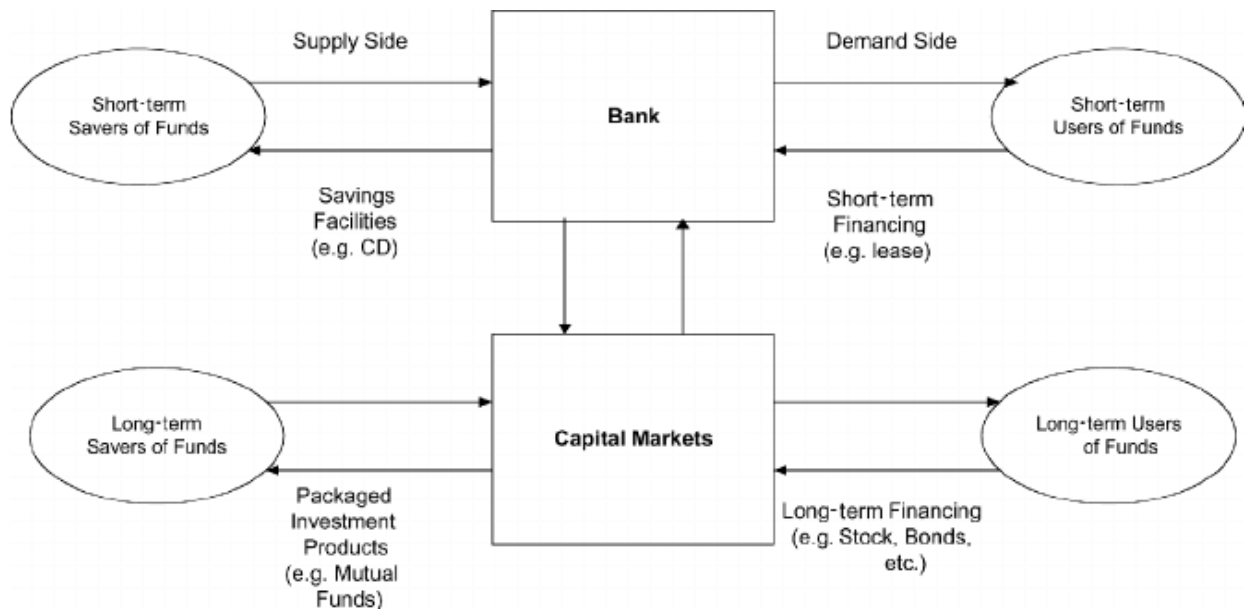 Supply Side
Demand Side
Short-term
Savers of Funds
Bank
Short-term
Users of Funds
Savings
Facilities
(e.g. CD)
Short-term
Financing
(e.g. lease)
Long-term
Savers of Funds
Capital Markets
Long-term Users
of Funds
Packaged
Investment
Products
(e.g. Mutual
Funds)
Long-term Financing
(e.g. Stock, Bonds,
etc.)